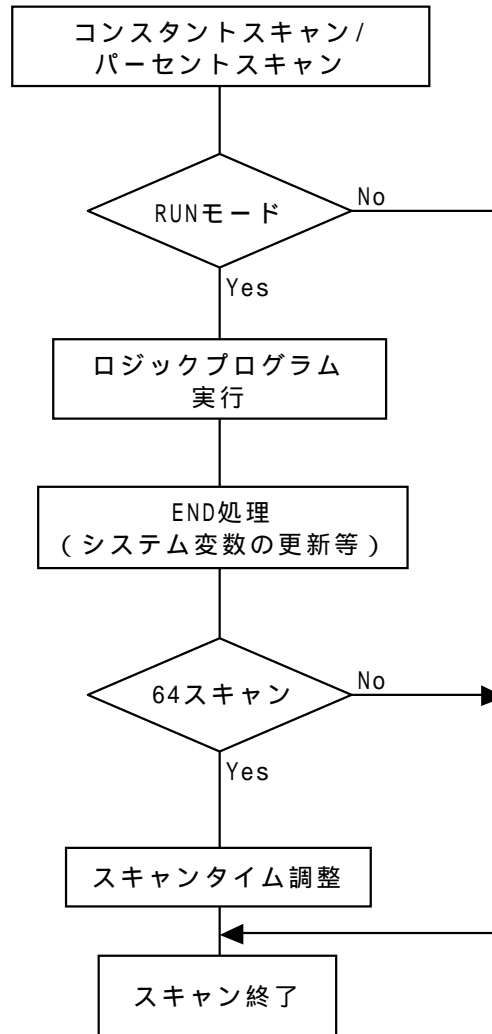 コンスタントスキャン/
パーセントスキャン
RUNモード
No
Yes
ロジックプログラム
実行
END処理
(システム変数の更新等)
64スキャン
No
Yes
スキャンタイム調整
スキャン終了